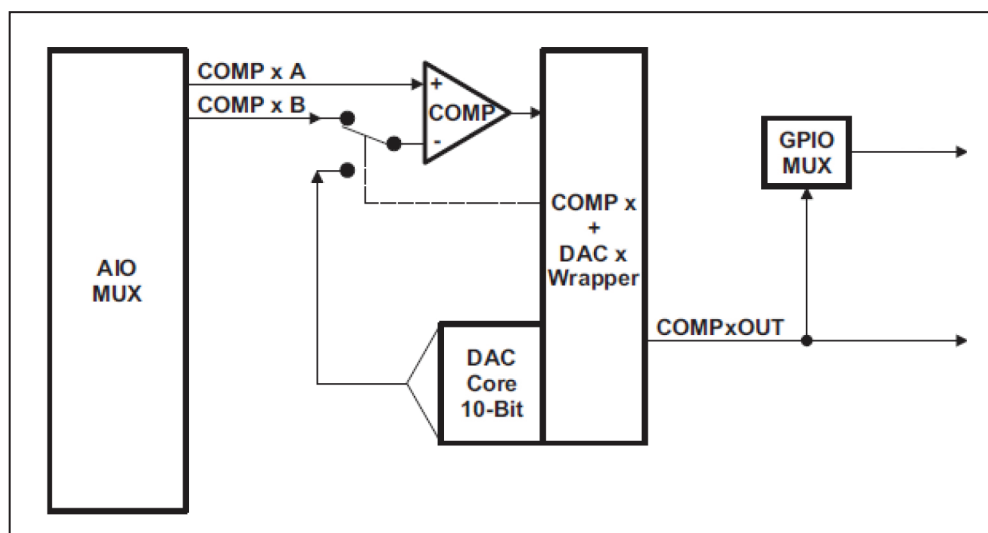 COMP x A
COMP x B
+
COMP
-
AIO
MUX
COMP x
+
DAC x
Wrapper
DAC
Core
10-Bit
GPIO
MUX
COMPxOUT